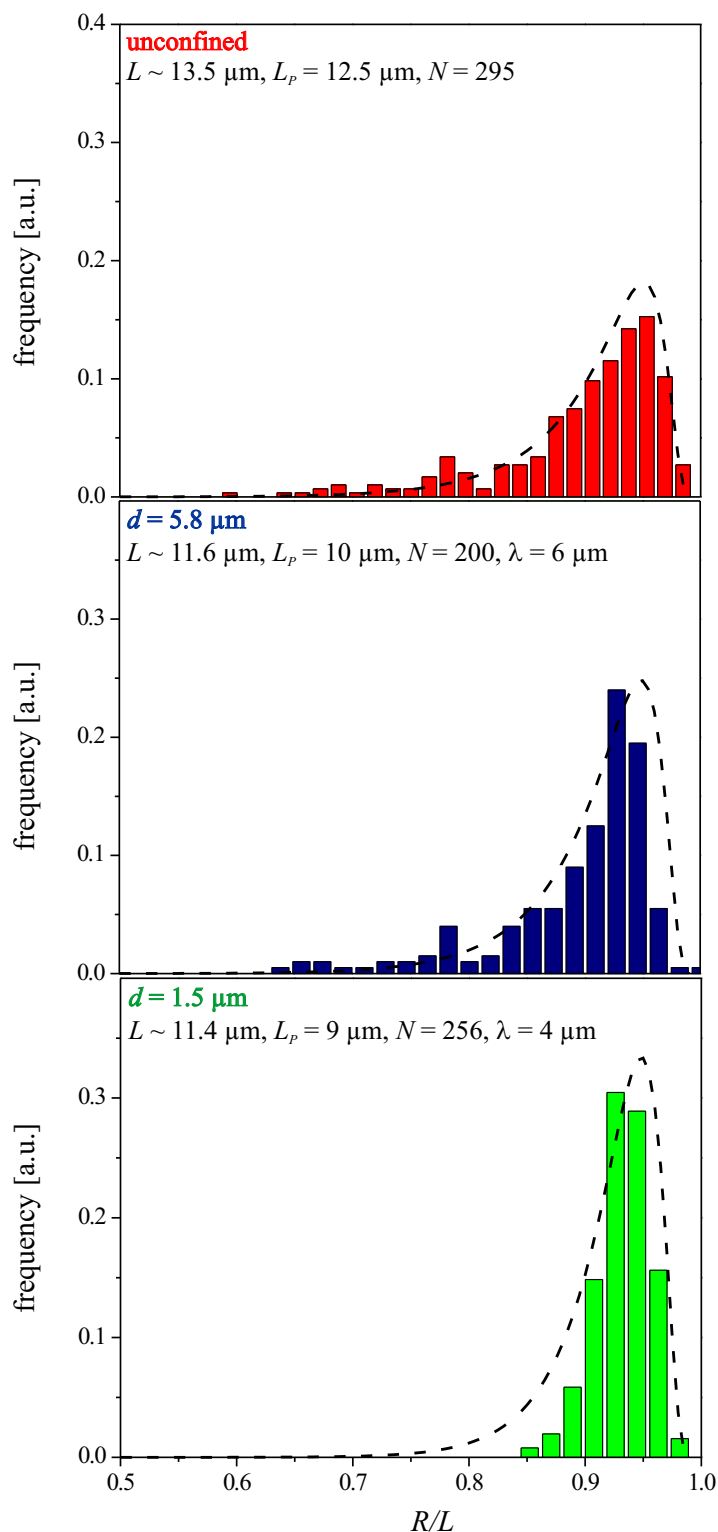 0.4
unconfined
L ~ 13.5 µm, L_P = 12.5 µm, N = 295
0.3
frequency [a.u.]
0.2
0.1
0.0
d = 5.8 µm
L ~ 11.6 µm, L_P = 10 µm, N = 200, λ = 6 µm
0.3
frequency [a.u.]
0.2
0.1
0.0
d = 1.5 µm
L ~ 11.4 µm, L_P = 9 µm, N = 256, λ = 4 µm
0.3
frequency [a.u.]
0.2
0.1
0.0
0.5 0.6 0.7 0.8 0.9 1.0
R/L